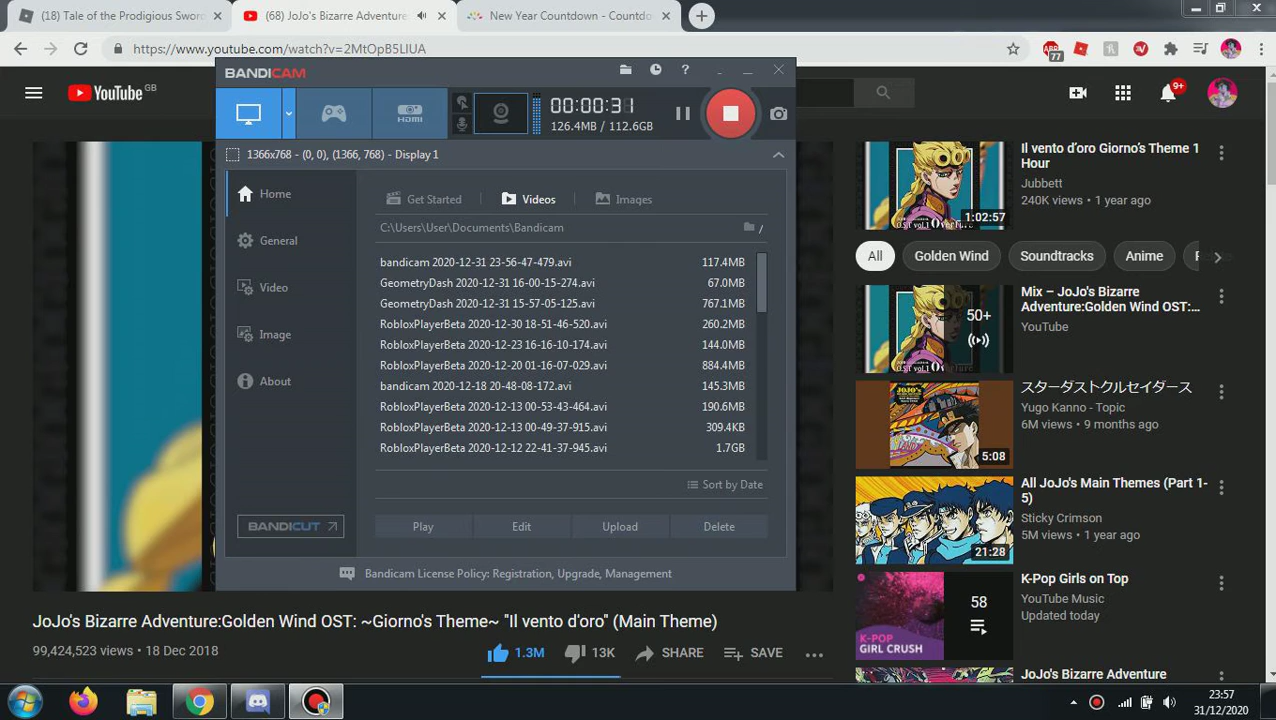 (18) Tale of the Prodigious Sword
(68) JoJo's Bizarre Adventure
New Year Countdown - Countdo
https://www.youtube.com/watch?v=2MtOpB5LlUA
77
YouTube GB
9+
BANDICAM
HDMI
00:00:31
126.4MB / 112.6GB
1366x768 - (0, 0), (1366, 768) - Display 1
Home
General
Video
Image
About
BANDICUT
Get Started
Videos
Images
C:\Users\User\Documents\Bandicam
bandicam 2020-12-31 23-56-47-479.avi 117.4MB
GeometryDash 2020-12-31 16-00-15-274.avi 67.0MB
GeometryDash 2020-12-31 15-57-05-125.avi 767.1MB
RobloxPlayerBeta 2020-12-30 18-51-46-520.avi 260.2MB
RobloxPlayerBeta 2020-12-23 16-16-10-174.avi 144.0MB
RobloxPlayerBeta 2020-12-20 01-16-07-029.avi 884.4MB
bandicam 2020-12-18 20-48-08-172.avi 145.3MB
RobloxPlayerBeta 2020-12-13 00-53-43-464.avi 190.6MB
RobloxPlayerBeta 2020-12-13 00-49-37-915.avi 309.4KB
RobloxPlayerBeta 2020-12-12 22-41-37-945.avi 1.7GB
Sort by Date
Play
Edit
Upload
Delete
Bandicam License Policy: Registration, Upgrade, Management
JoJo's Bizarre Adventure:Golden Wind OST: ~Giorno's Theme~ "Il vento d'oro" (Main Theme)
99,424,523 views • 18 Dec 2018
1.3M
13K
SHARE
SAVE
Il vento d'oro Giorno's Theme 1
Hour
Jubbett
240K views • 1 year ago
1:02:57
All
Golden Wind
Soundtracks
Anime
Mix – JoJo's Bizarre
Adventure:Golden Wind OST:...
YouTube
50+
スターダストクルセイダース
Yugo Kanno - Topic
6M views • 9 months ago
5:08
All JoJo's Main Themes (Part 1-
5)
Sticky Crimson
5M views • 1 year ago
21:28
K-Pop Girls on Top
YouTube Music
Updated today
58
K-POP
GIRL CRUSH
JoJo's Bizarre Adventure
23:57
31/12/2020